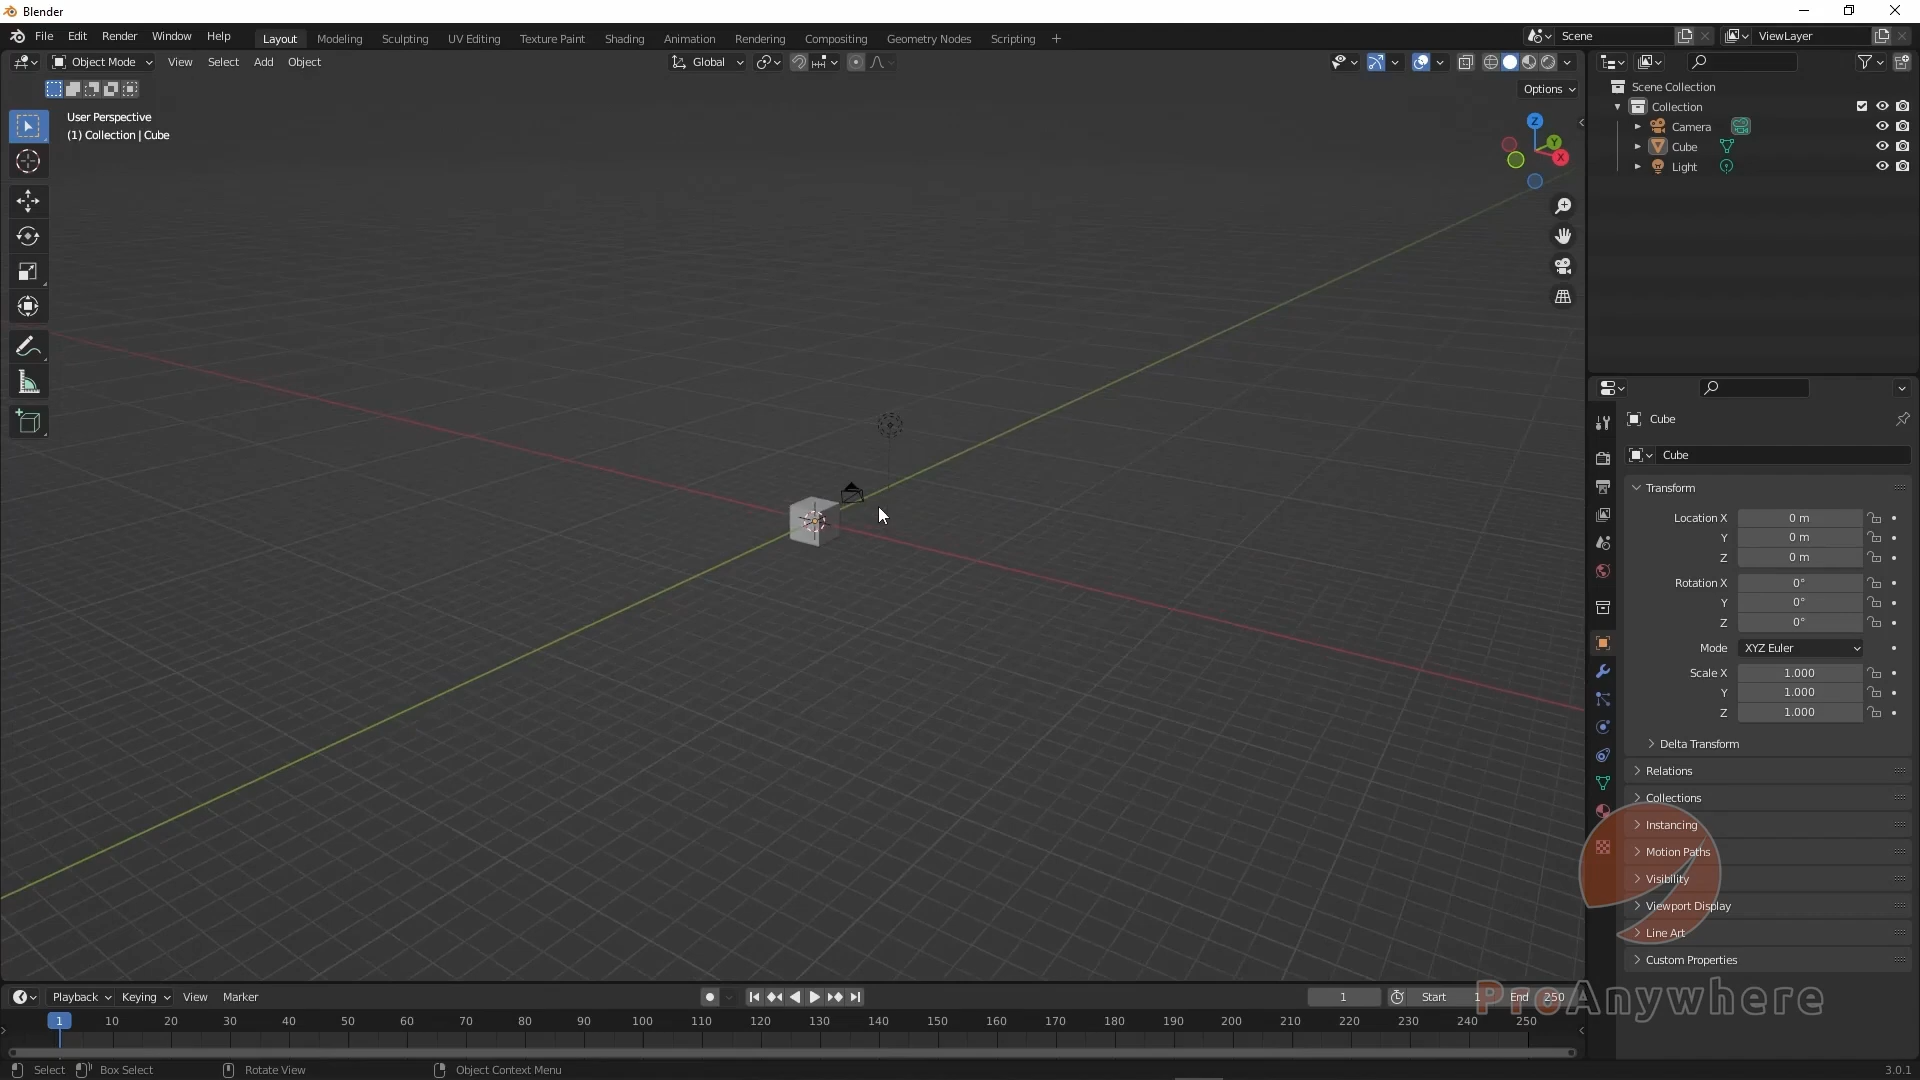 Blender
File Edit Render Window Help Layout Modeling Sculpting UV Editing Texture Paint Shading Animation Rendering Compositing Geometry Nodes Scripting + Scene ViewLayer
Object Mode View Select Add Object Global
Options
User Perspective
(1) Collection | Cube
Z
Y
X
Scene Collection
Collection
Camera
Cube
Light
Cube
Cube
Transform
Location X 0 m
Y 0 m
Z 0 m
Rotation X 0°
Y 0°
Z 0°
Mode XYZ Euler
Scale X 1.000
Y 1.000
Z 1.000
Delta Transform
Relations
Collections
Instancing
Motion Paths
Visibility
Viewport Display
Line Art
Custom Properties
Playback Keying View Marker 1 Start 1 End 250
ProAnywhere
1 10 20 30 40 50 60 70 80 90 100 110 120 130 140 150 160 170 180 190 200 210 220 230 240 250
Select Box Select Rotate View Object Context Menu 3.0.1